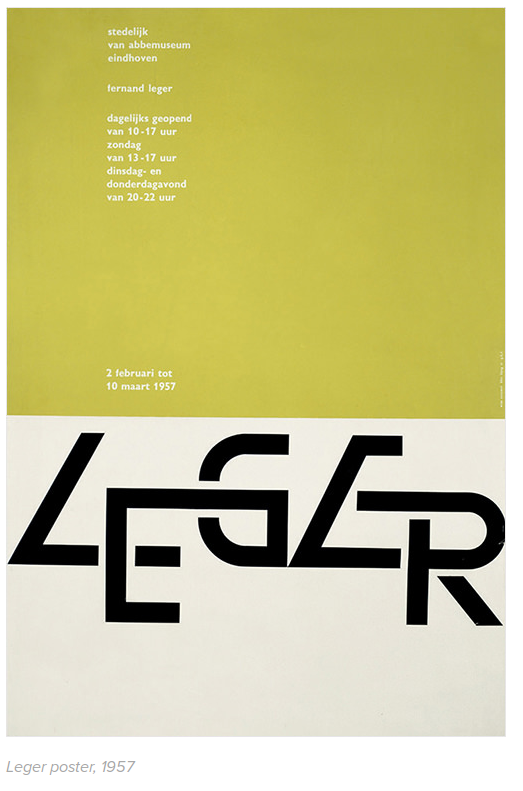 stedelijk
van abbemuseum
eindhoven
fernand leger
dagelijks geopend
van 10-17 uur
zondag
van 13-17 uur
dinsdag- en
donderdagavond
van 20-22 uur
2 februari tot
10 maart 1957
LEGER
Leger poster, 1957